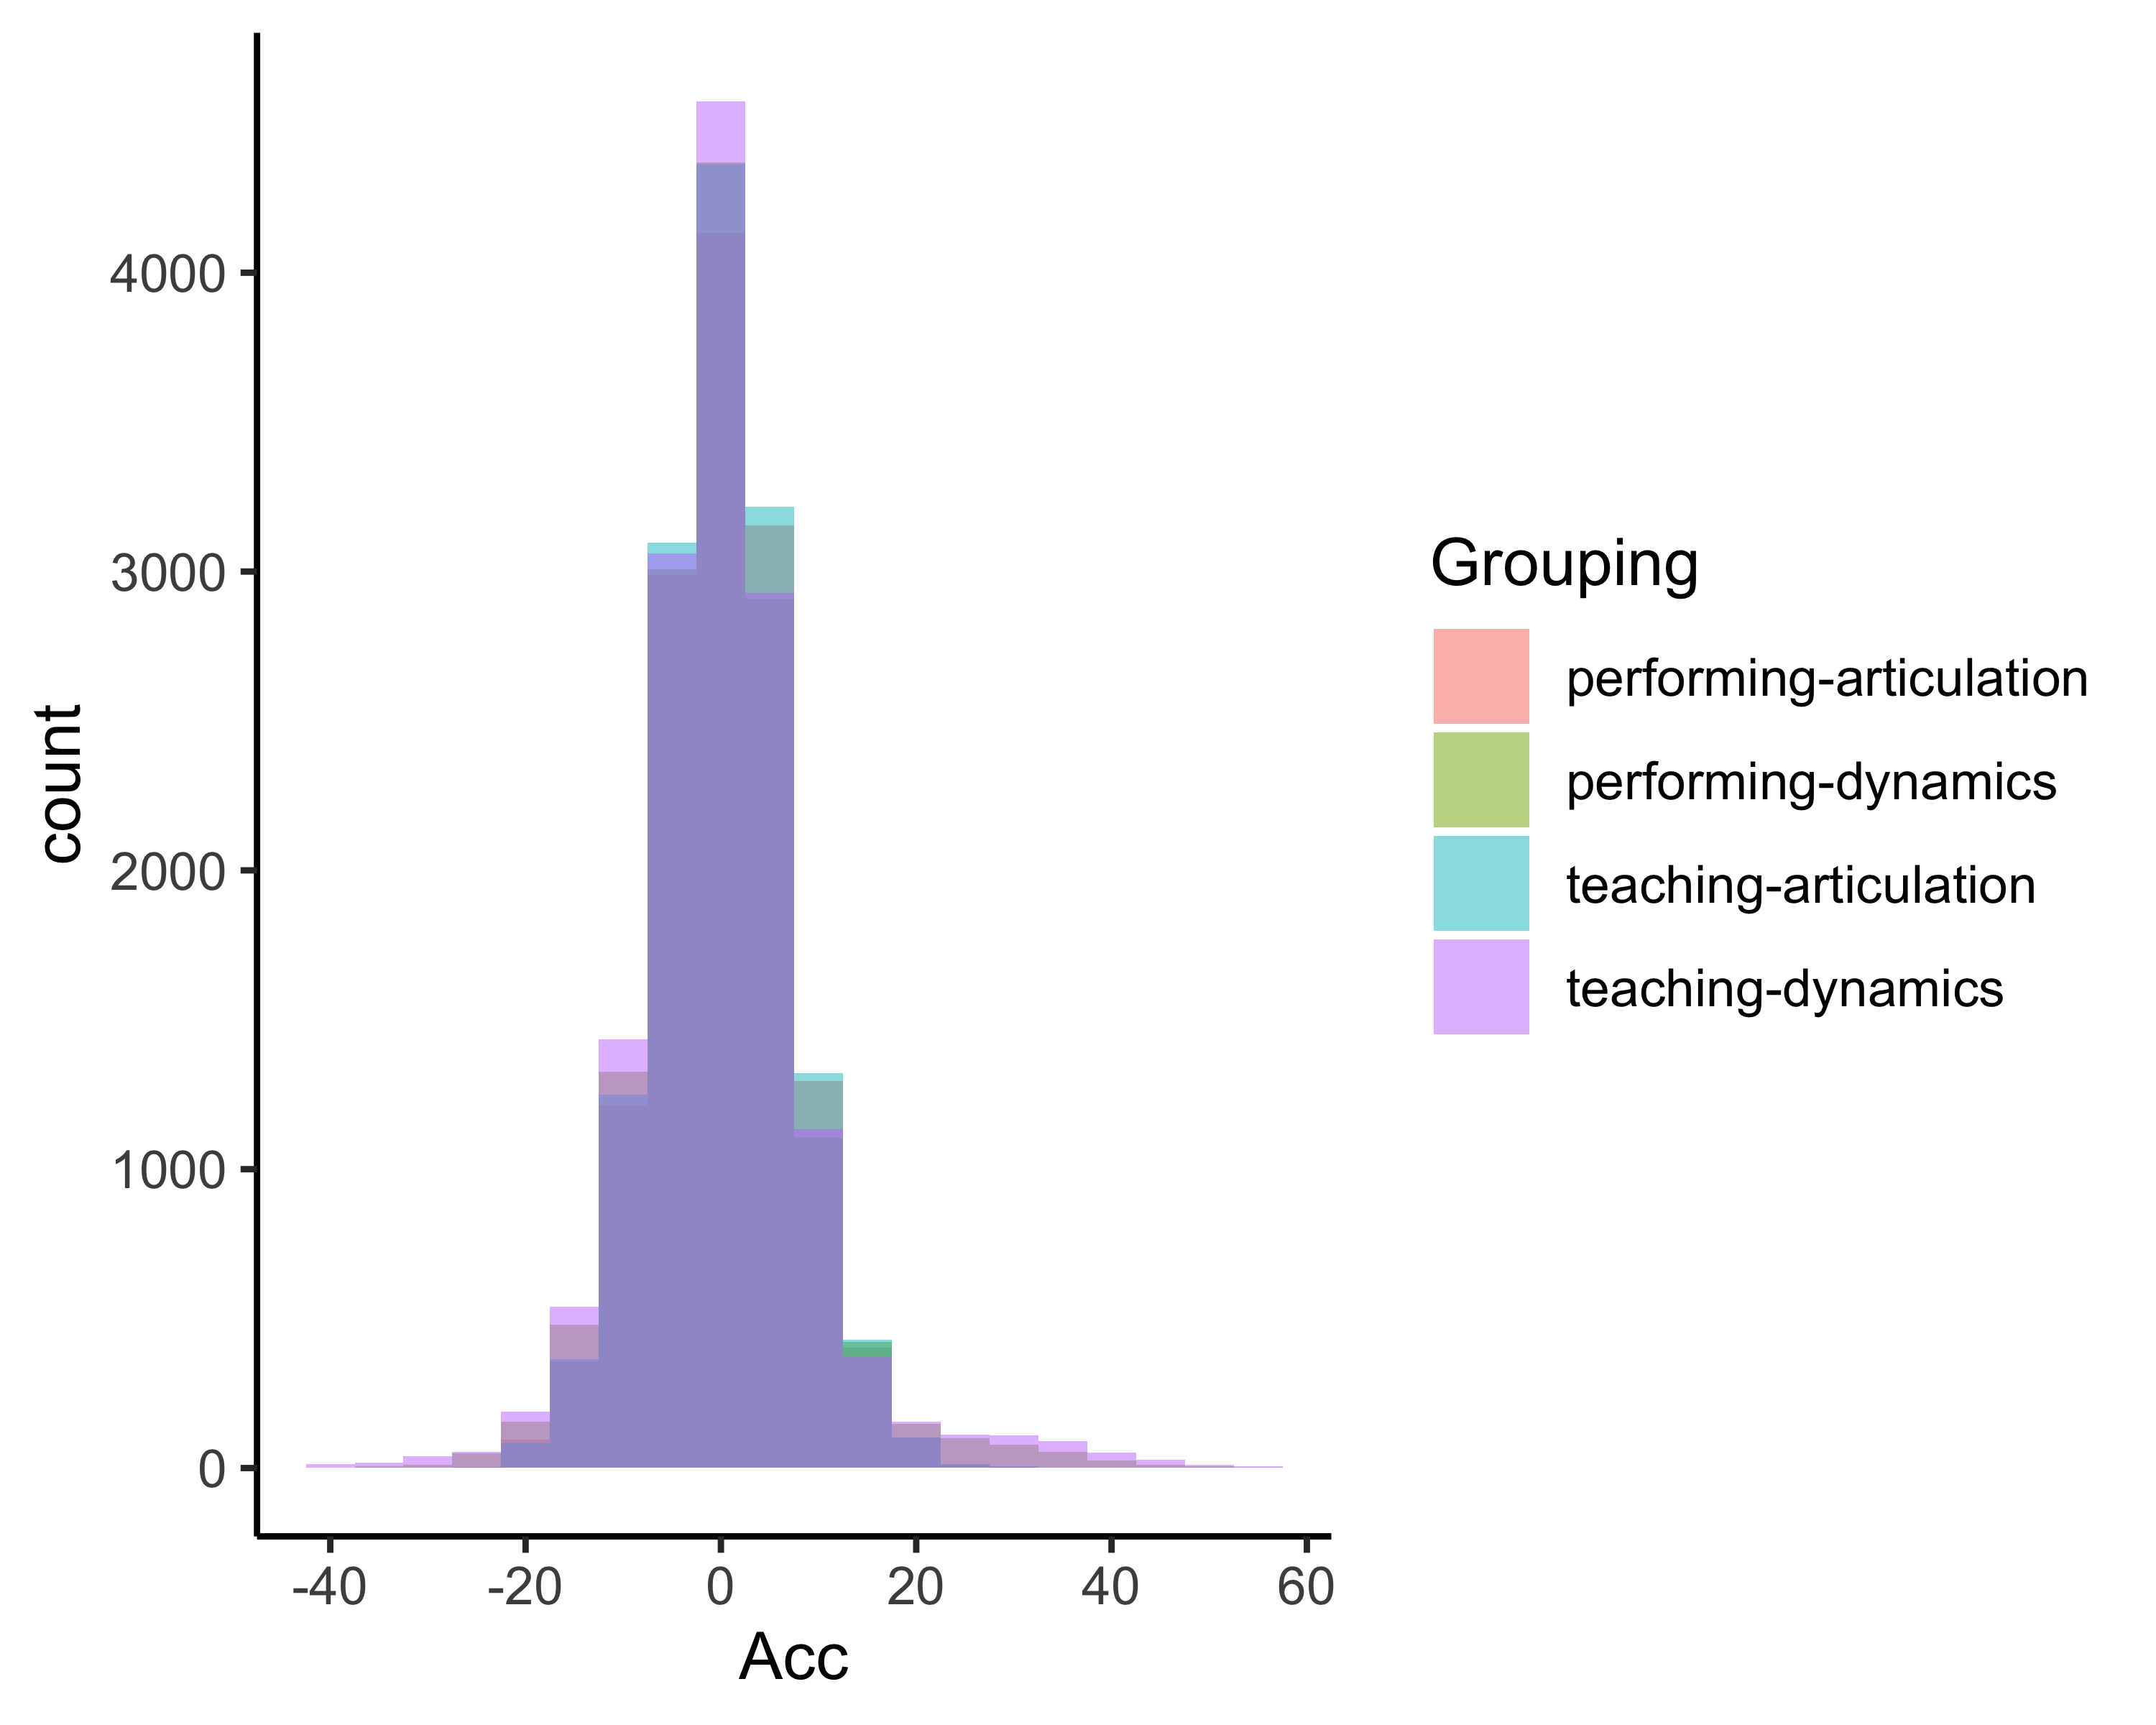 count
4000
3000
2000
1000
0
-40 -20 0 20 40 60
Acc
Grouping
performing-articulation
performing-dynamics
teaching-articulation
teaching-dynamics